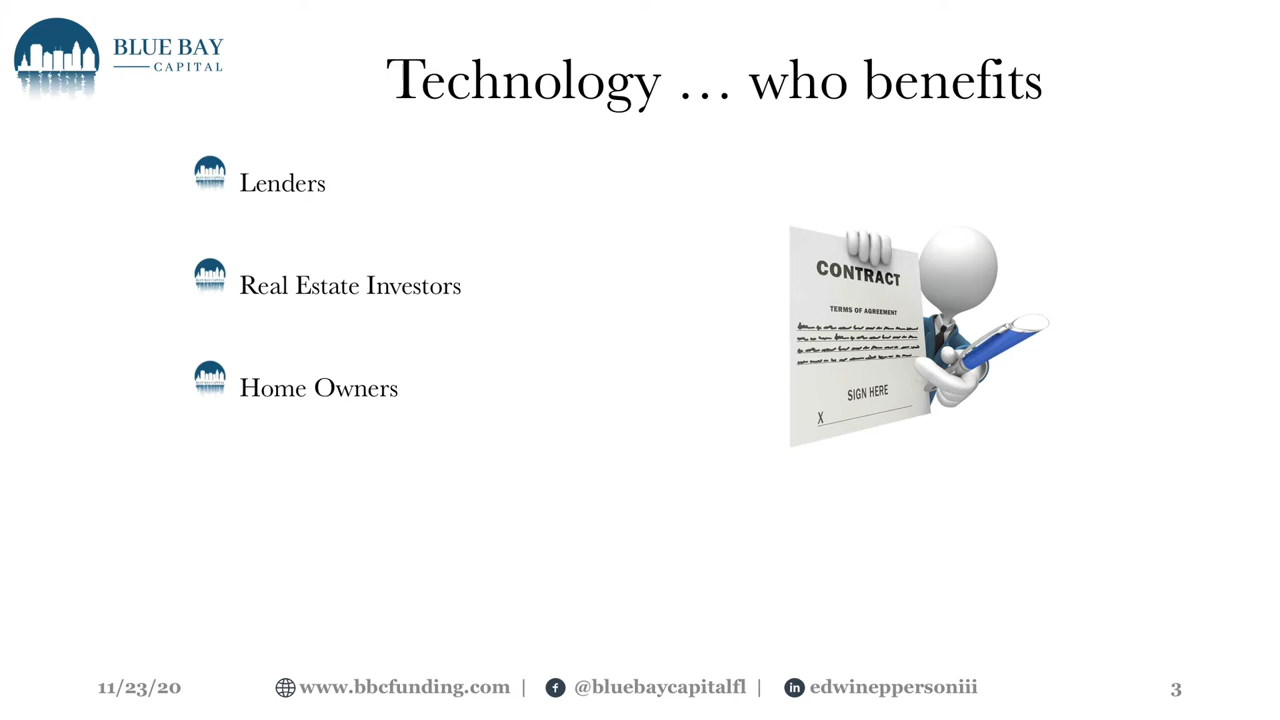 BLUE BAY
CAPITAL
Technology … who benefits
Lenders
Real Estate Investors
Home Owners
CONTRACT
TERMS OF AGREEMENT
SIGN HERE
X
11/23/20 www.bbcfunding.com | @bluebaycapitalfl | edwineppersoniii 3